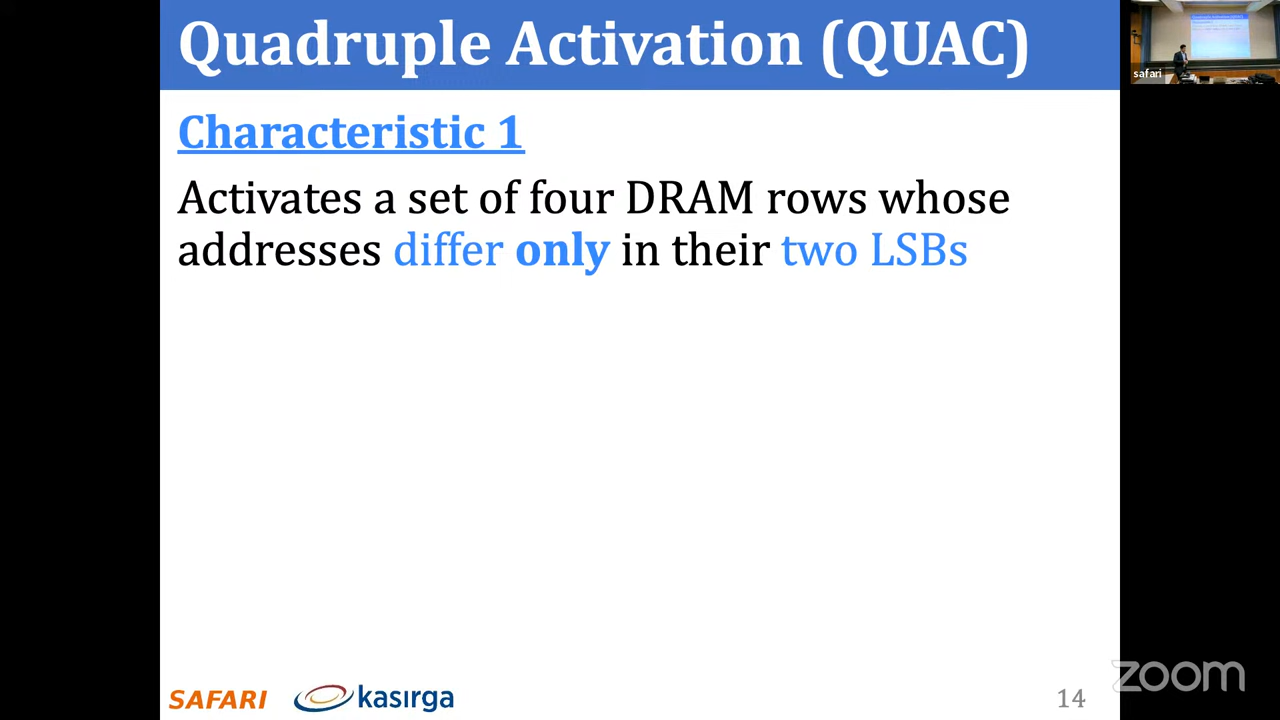 Quadruple Activation (QUAC)
safari
Characteristic 1
Activates a set of four DRAM rows whose
addresses differ only in their two LSBs
SAFARI
kasırga
14
zoom